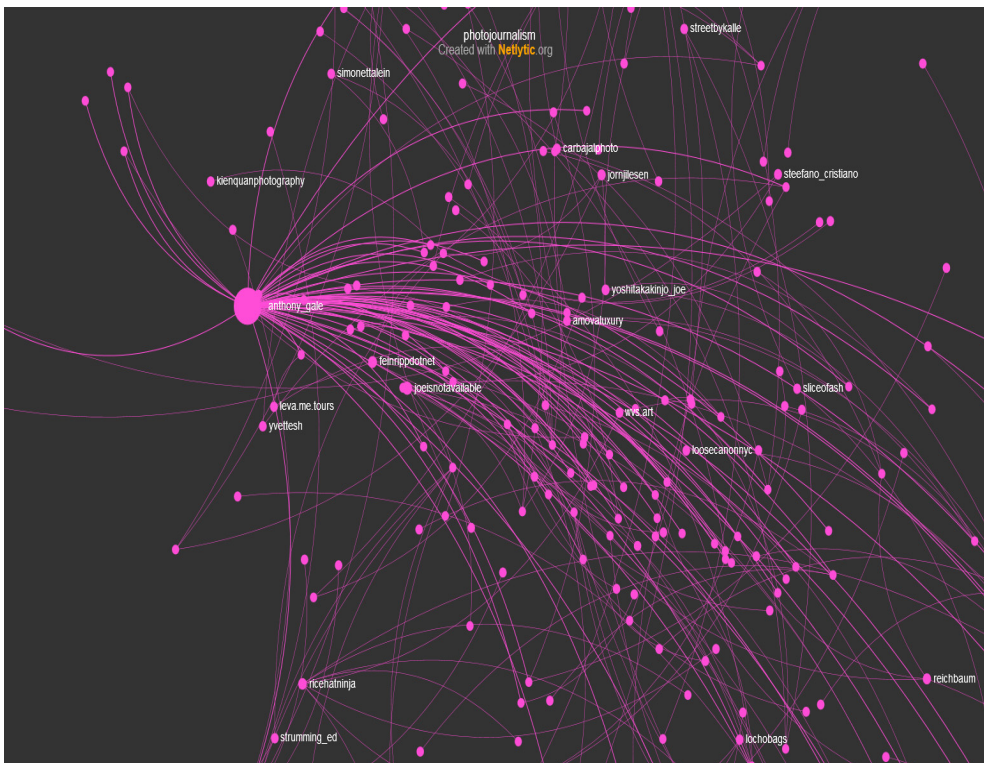 streetbykalle
photojournalism
Created with Netlytic.org
simonettalein
carbajalphoto
jornjilesen
steefano_cristiano
kienquanphotography
yoshitakakinjo_joe
anthony_gale
amovaluxury
feinrippdotnet
joeisnotavailable
sliceofash
leva.me.tours
wvs.art
yvettesh
loosecanonnyc
reichbaum
ricehatninja
strumming_ed
lochobags